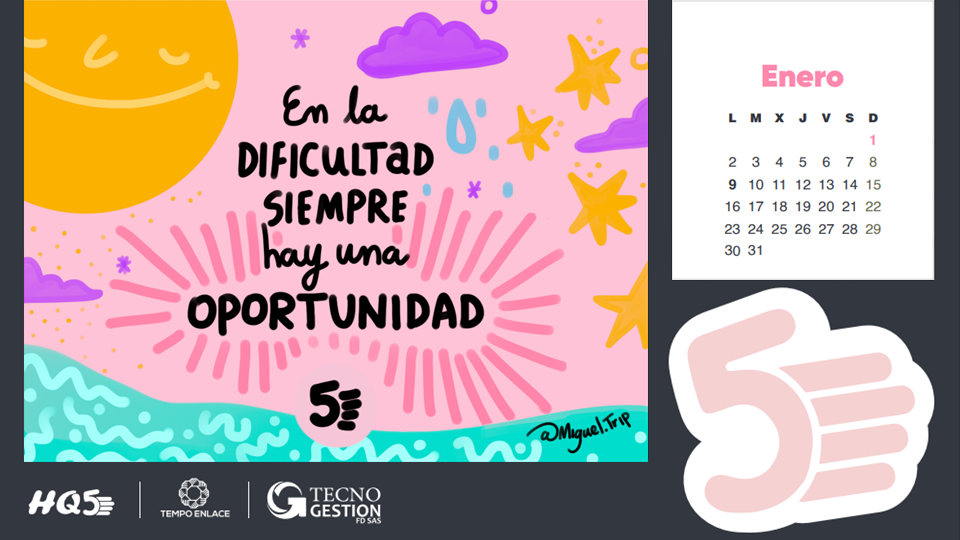 En la
DIFICULTAD
SIEMPRE
hay una
OPORTUNIDAD
5
@Miguel.Trip
Enero
L M X J V S D
1
2 3 4 5 6 7 8
9 10 11 12 13 14 15
16 17 18 19 20 21 22
23 24 25 26 27 28 29
30 31
5
HQ5
TEMPO ENLACE
G TECNO
GESTION
FD SAS